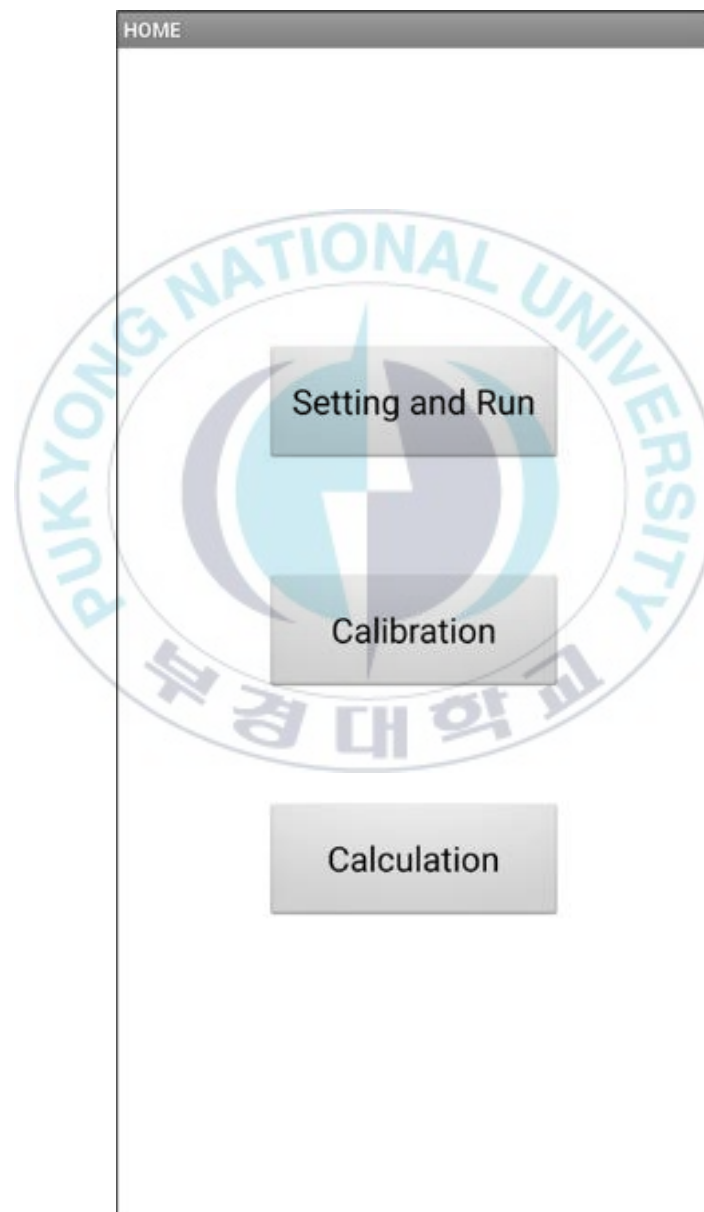 HOME
PUKYONG NATIONAL UNIVERSITY
Setting and Run
Calibration
부경대학교
Calculation